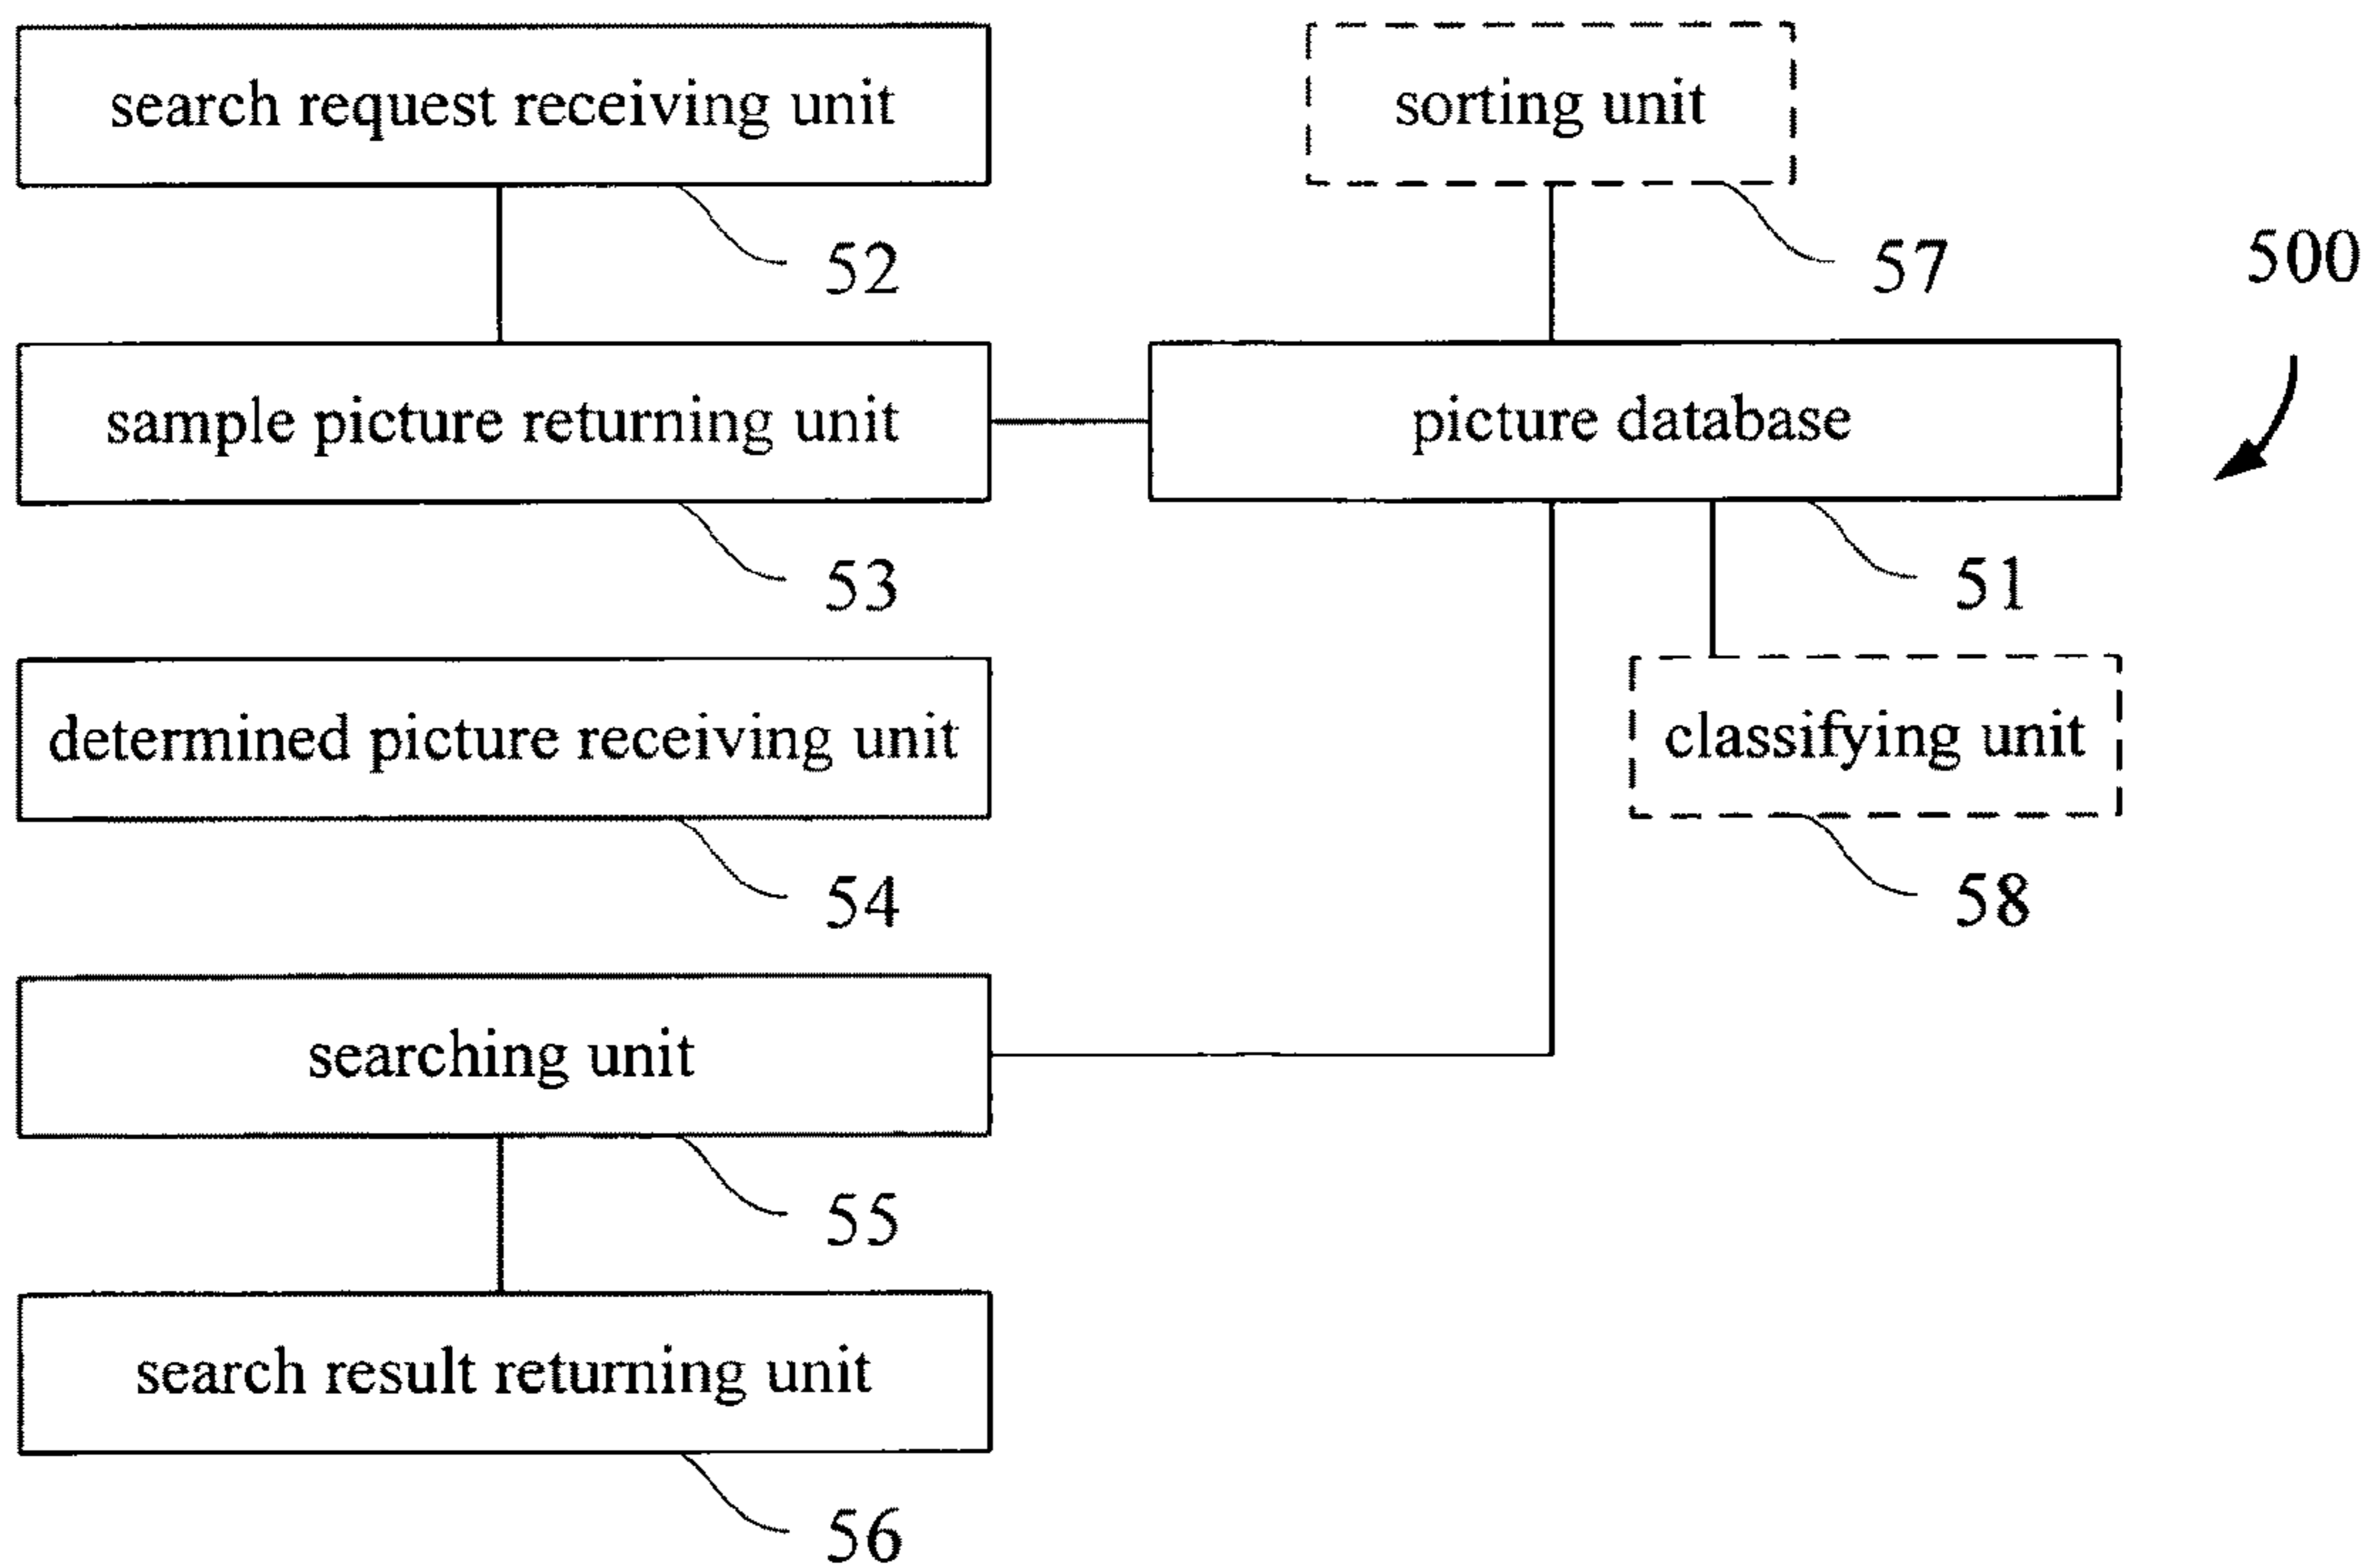 search request receiving unit
52
sorting unit
57
500
sample picture returning unit
53
picture database
51
determined picture receiving unit
54
classifying unit
58
searching unit
55
search result returning unit
56